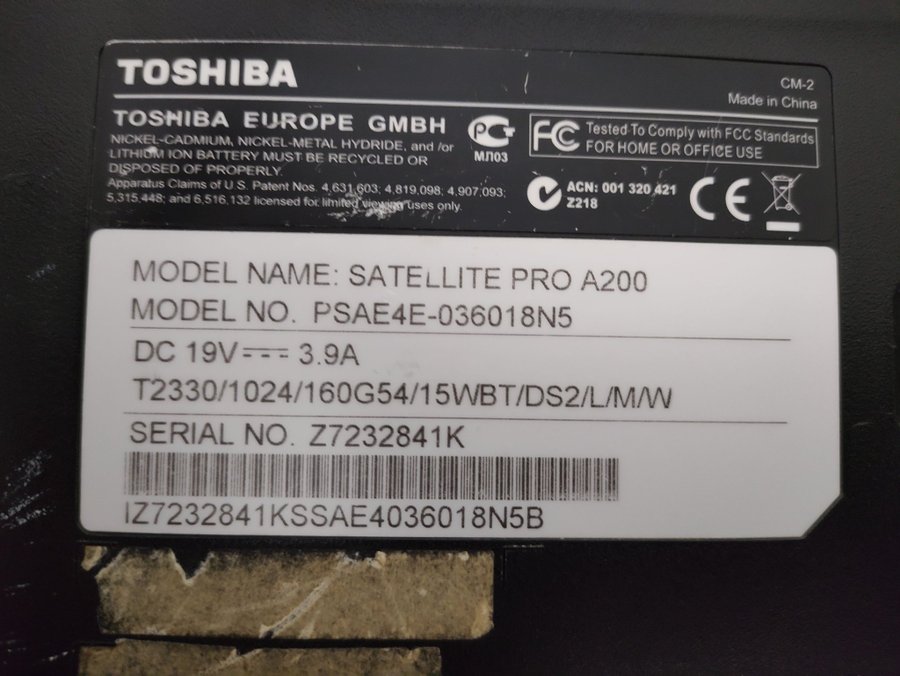 TOSHIBA
CM-2
Made in China
TOSHIBA EUROPE GMBH
NICKEL-CADMIUM, NICKEL-METAL HYDRIDE, and /or
LITHIUM ION BATTERY MUST BE RECYCLED OR
DISPOSED OF PROPERLY.
Apparatus Claims of U.S. Patent Nos. 4,631,603; 4,819,098; 4,907,093;
5,315,448; and 6,516,132 licensed for limited viewing uses only.
PCT
МЛ03
FC Tested To Comply with FCC Standards
FOR HOME OR OFFICE USE
ACN: 001 320 421
Z218
CE
MODEL NAME: SATELLITE PRO A200
MODEL NO. PSAE4E-036018N5
DC 19V⎓ 3.9A
T2330/1024/160G54/15WBT/DS2/L/M/W
SERIAL NO. Z7232841K
IZ7232841KSSAE4036018N5B